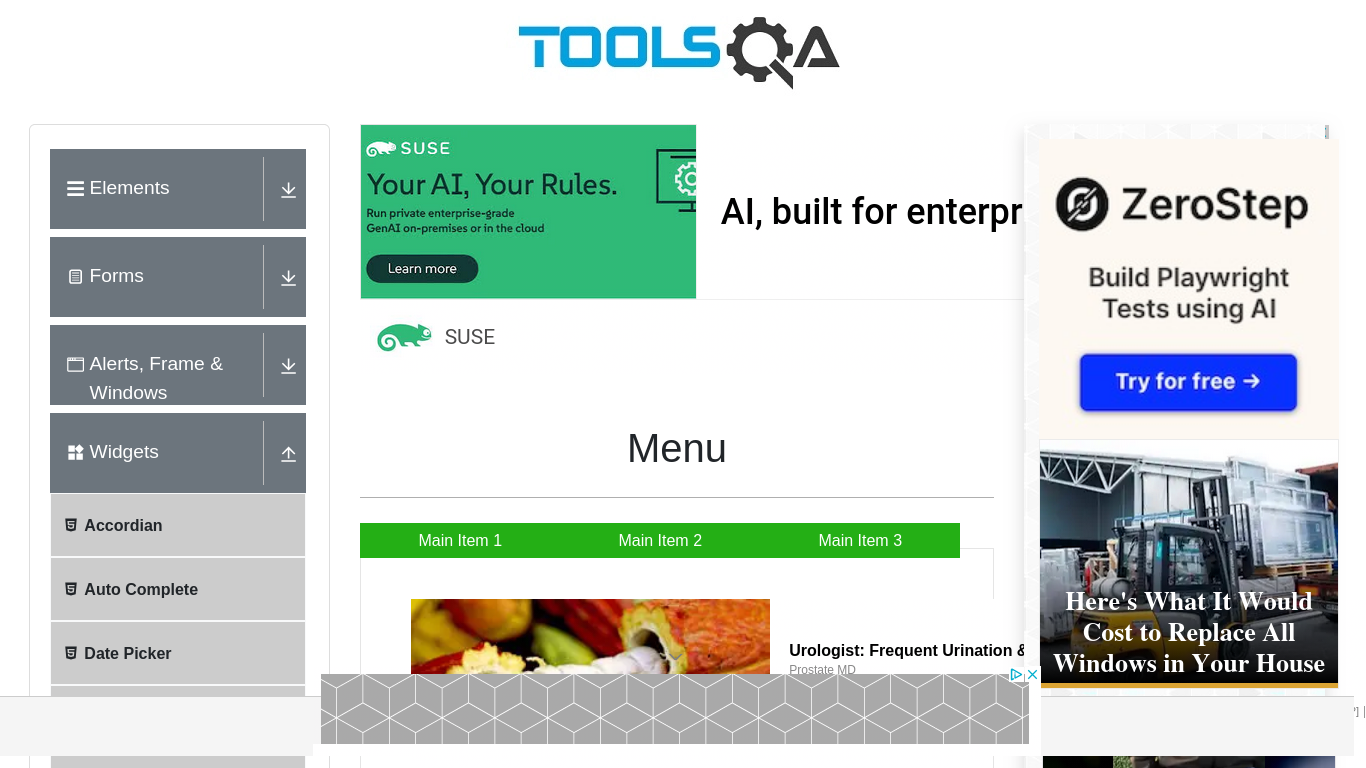 TOOLSQA
Elements
Forms
Alerts, Frame &
Windows
Widgets
Accordian
Auto Complete
Date Picker
SUSE
Your AI, Your Rules.
Run private enterprise-grade
GenAI on-premises or in the cloud
Learn more
AI, built for enterpr
SUSE
Menu
Main Item 1
Main Item 2
Main Item 3
Urologist: Frequent Urination &
Prostate MD
ZeroStep
Build Playwright
Tests using AI
Try for free →
Here's What It Would
Cost to Replace All
Windows in Your House